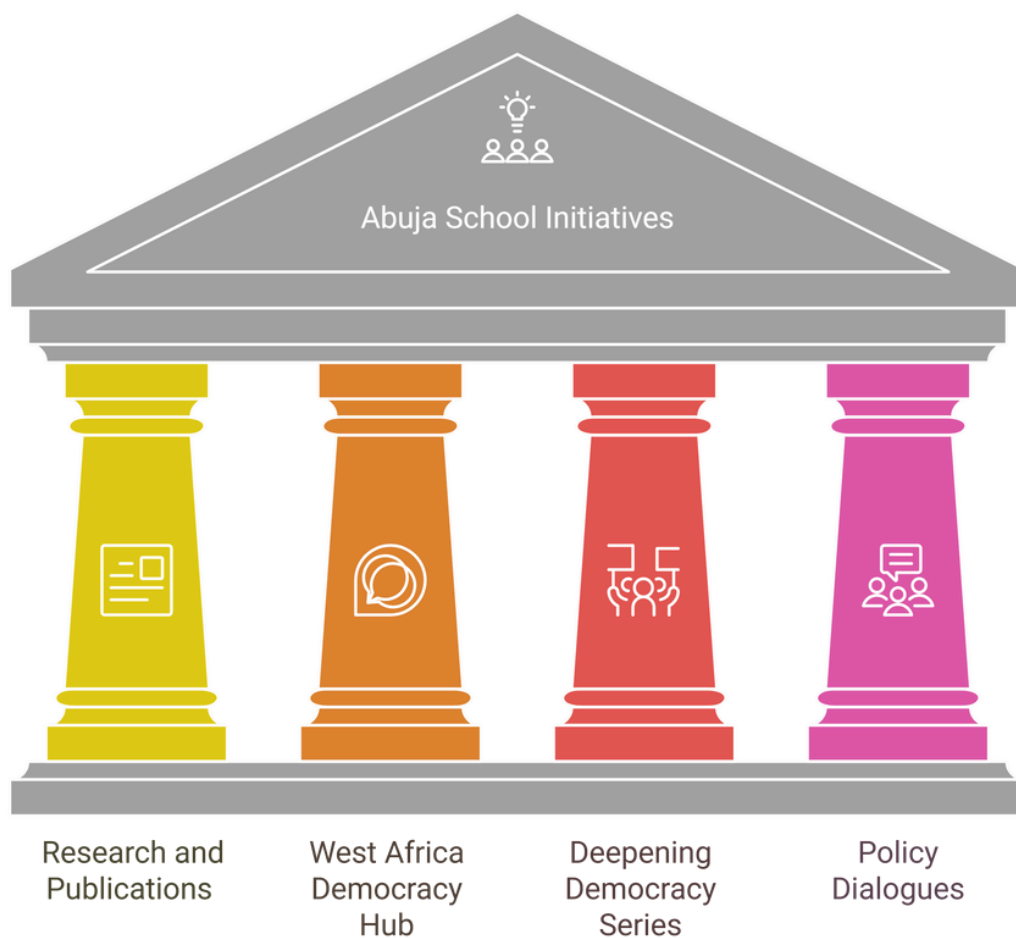 Abuja School Initiatives
Research and
Publications
West Africa
Democracy
Hub
Deepening
Democracy
Series
Policy
Dialogues